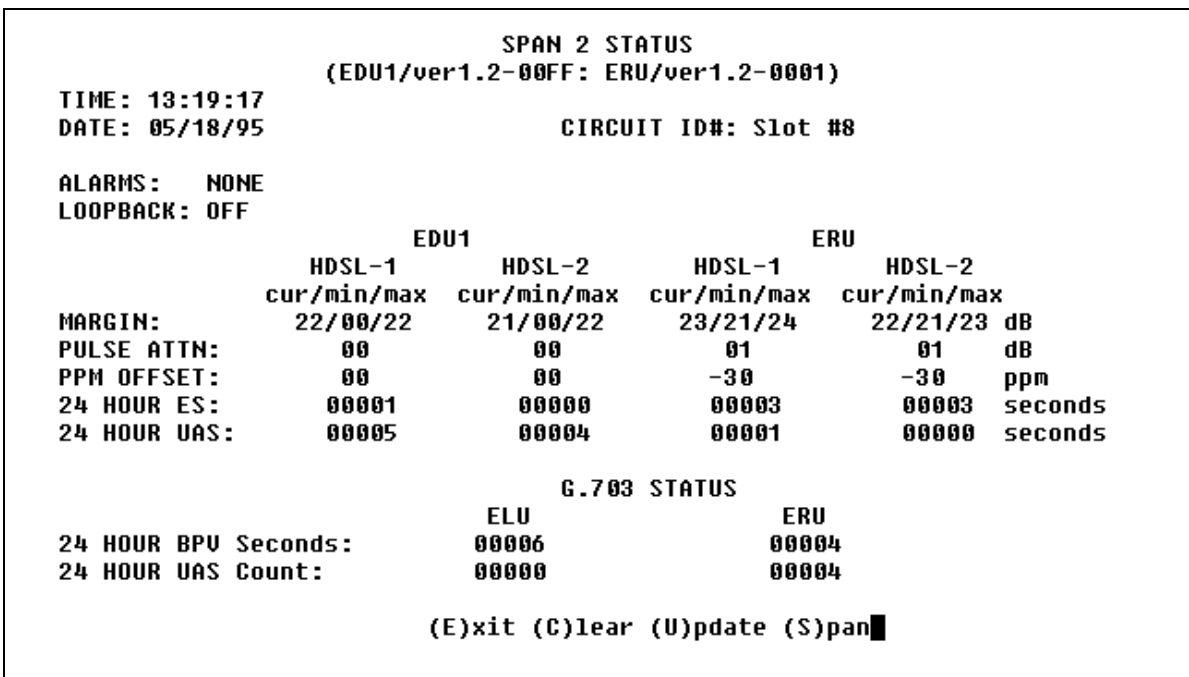 SPAN 2 STATUS
(EDU1/ver1.2-00FF: ERU/ver1.2-0001)
TIME: 13:19:17
DATE: 05/18/95 CIRCUIT ID#: Slot #8
ALARMS: NONE
LOOPBACK: OFF
EDU1 ERU
HDSL-1 HDSL-2 HDSL-1 HDSL-2
cur/min/max cur/min/max cur/min/max cur/min/max
MARGIN: 22/00/22 21/00/22 23/21/24 22/21/23 dB
PULSE ATTN: 00 00 01 01 dB
PPM OFFSET: 00 00 -30 -30 ppm
24 HOUR ES: 00001 00000 00003 00003 seconds
24 HOUR UAS: 00005 00004 00001 00000 seconds
G.703 STATUS
ELU ERU
24 HOUR BPV Seconds: 00006 00004
24 HOUR UAS Count: 00000 00004
(E)xit (C)lear (U)pdate (S)pan